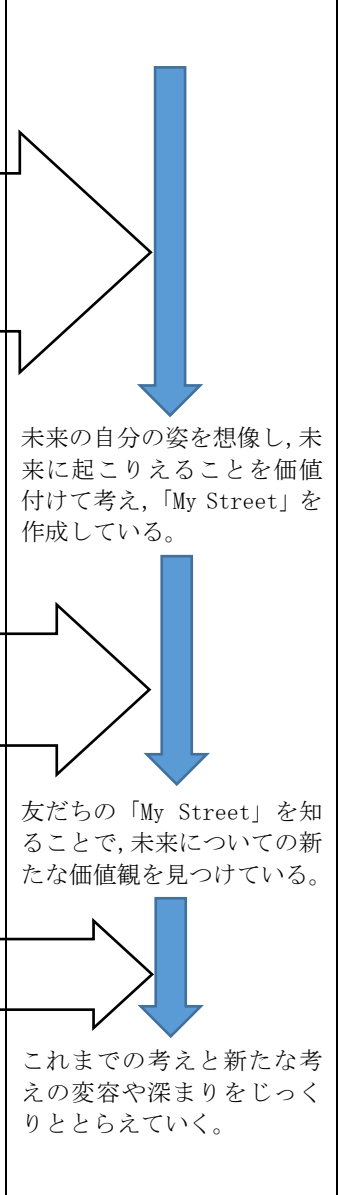 未来の自分の姿を想像し,未
来に起こりえることを価値
付けて考え,「My Street」を
作成している。
友だちの「My Street」を知
ることで,未来についての新
たな価値観を見つけている。
これまでの考えと新たな考
えの変容や深まりをじっく
りととらえていく。